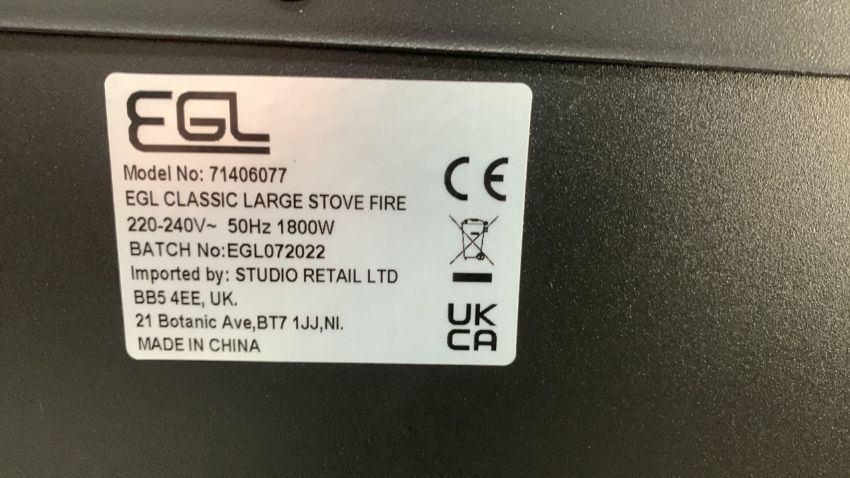 EGL
Model No: 71406077
EGL CLASSIC LARGE STOVE FIRE
220-240V~ 50Hz 1800W
BATCH No:EGL072022
Imported by: STUDIO RETAIL LTD
BB5 4EE, UK.
21 Botanic Ave,BT7 1JJ,NI.
MADE IN CHINA
CE
UK
CA